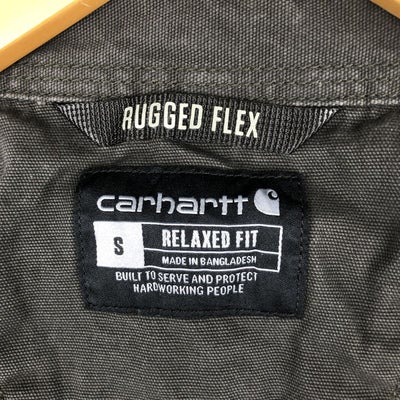 RUGGED FLEX
carhartt
S RELAXED FIT
MADE IN BANGLADESH
BUILT TO SERVE AND PROTECT
HARDWORKING PEOPLE